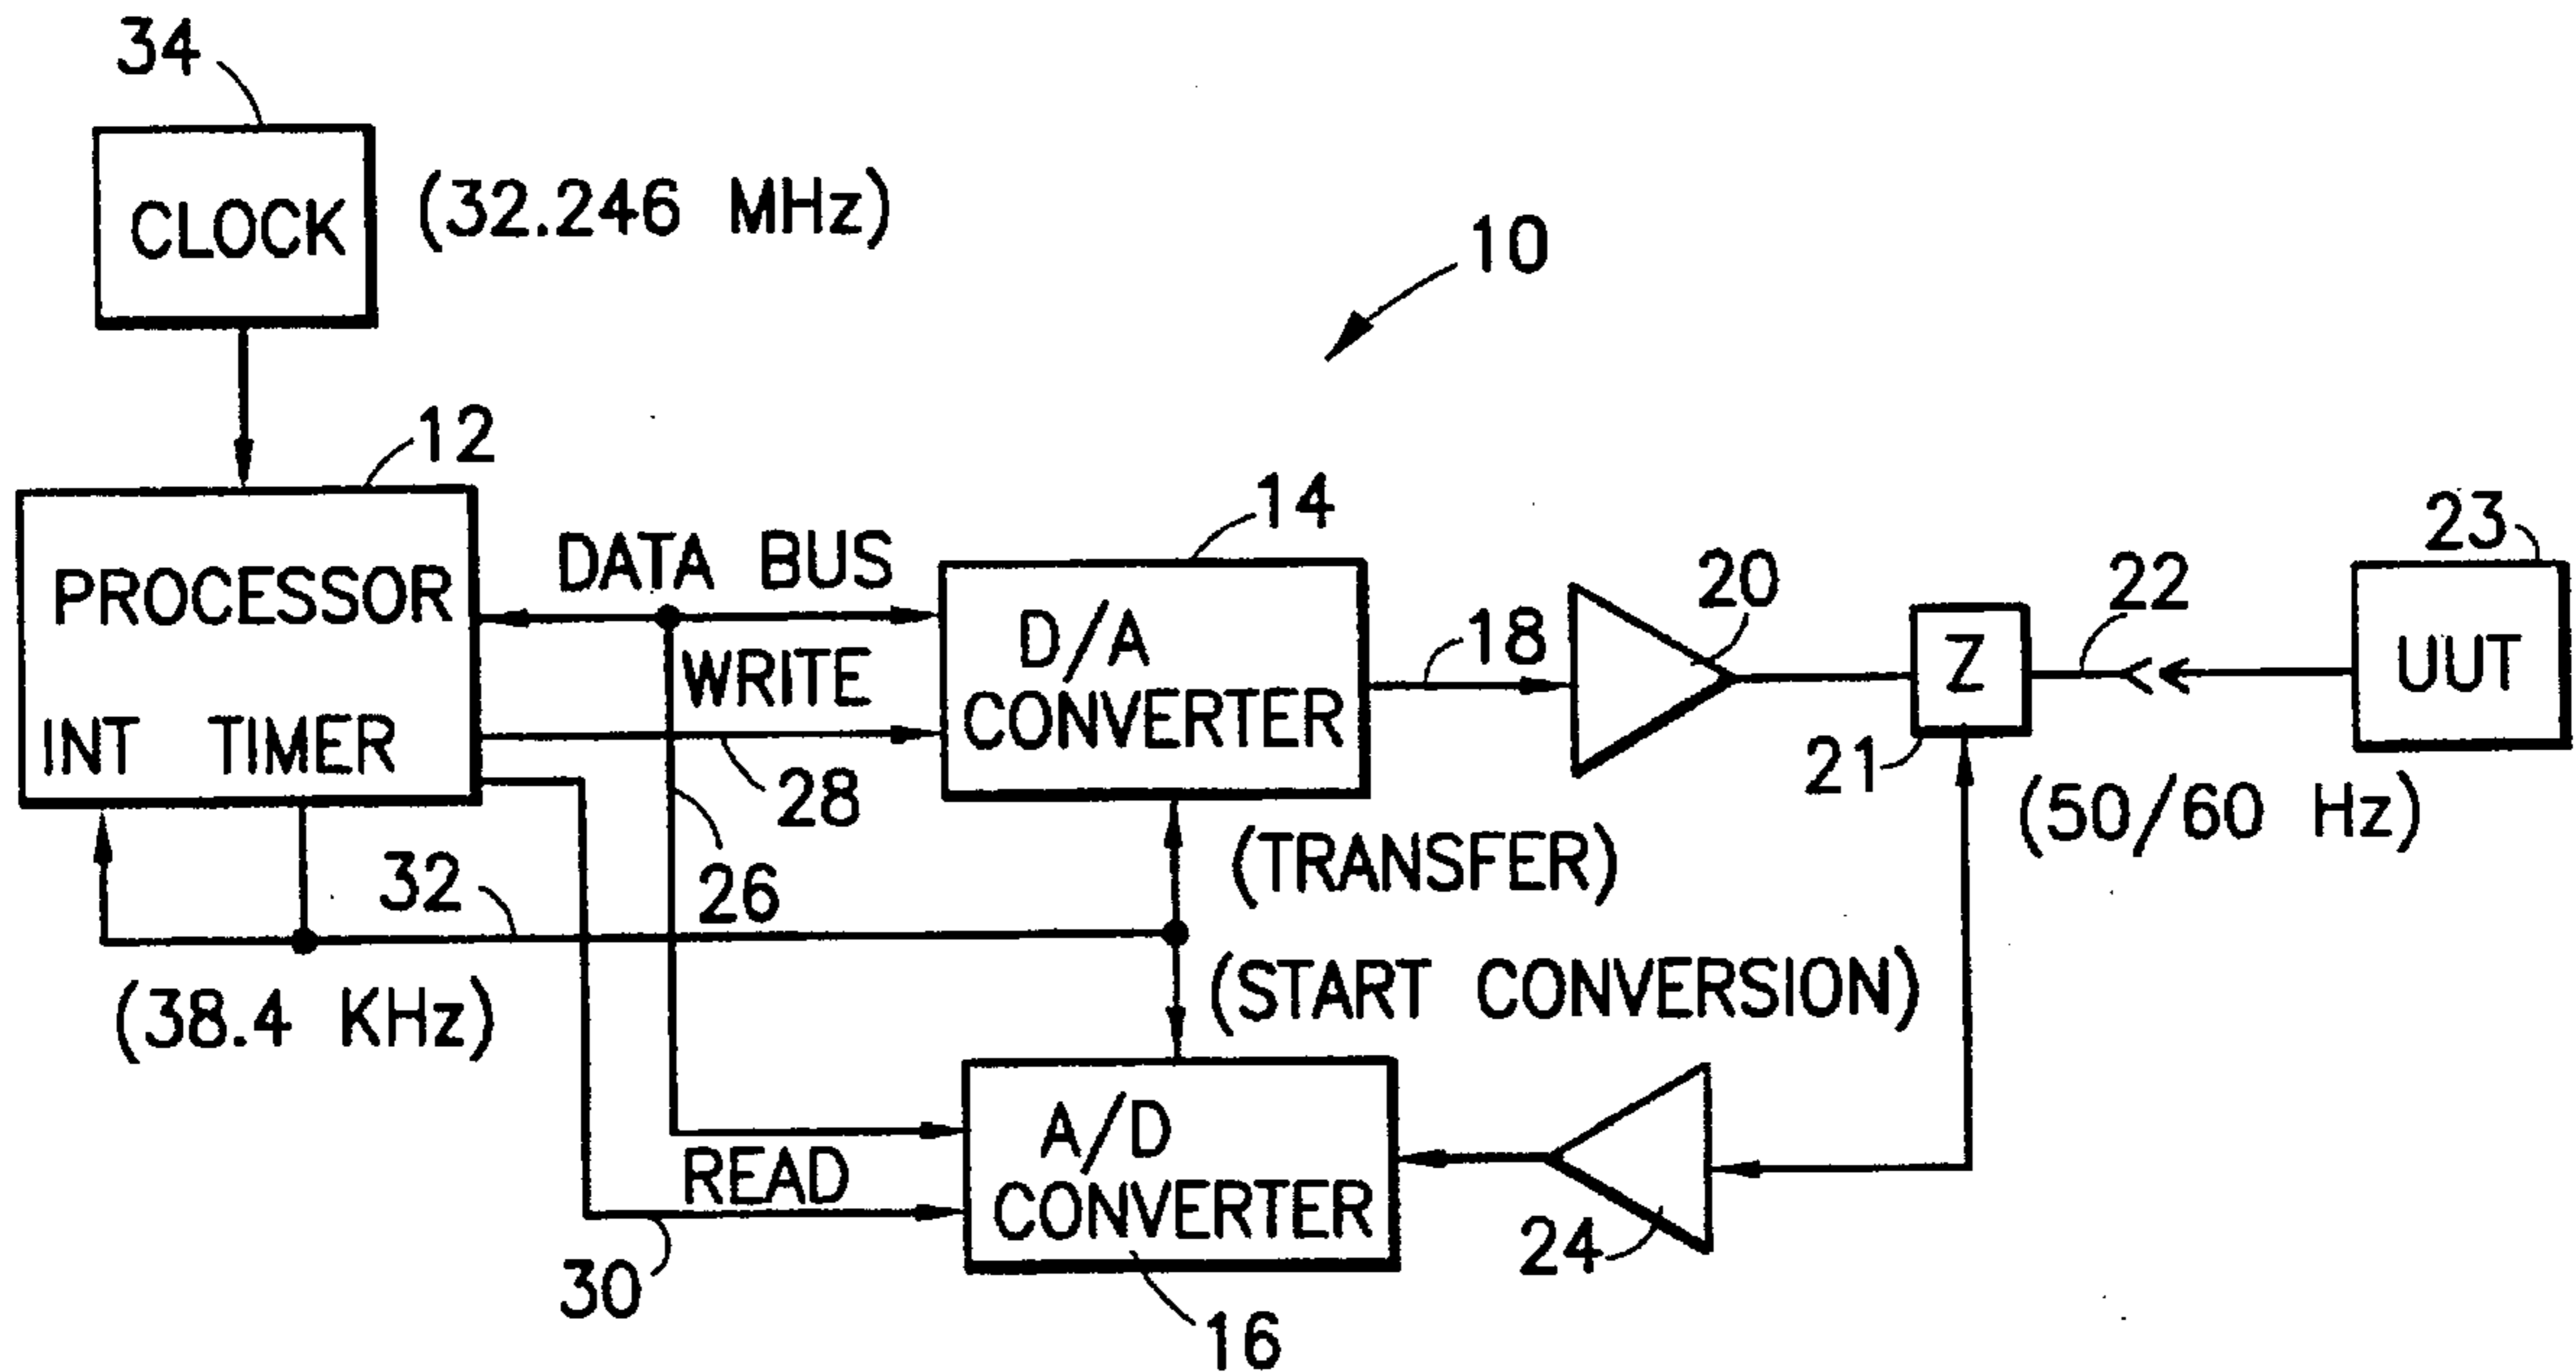 34
CLOCK
(32.246 MHz)
10
12
PROCESSOR
INT TIMER
DATA BUS
WRITE
28
26
32
(38.4 KHz)
READ
30
14
D/A
CONVERTER
18
20
Z
21
22
23
UUT
(50/60 Hz)
(TRANSFER)
(START CONVERSION)
A/D
CONVERTER
16
24